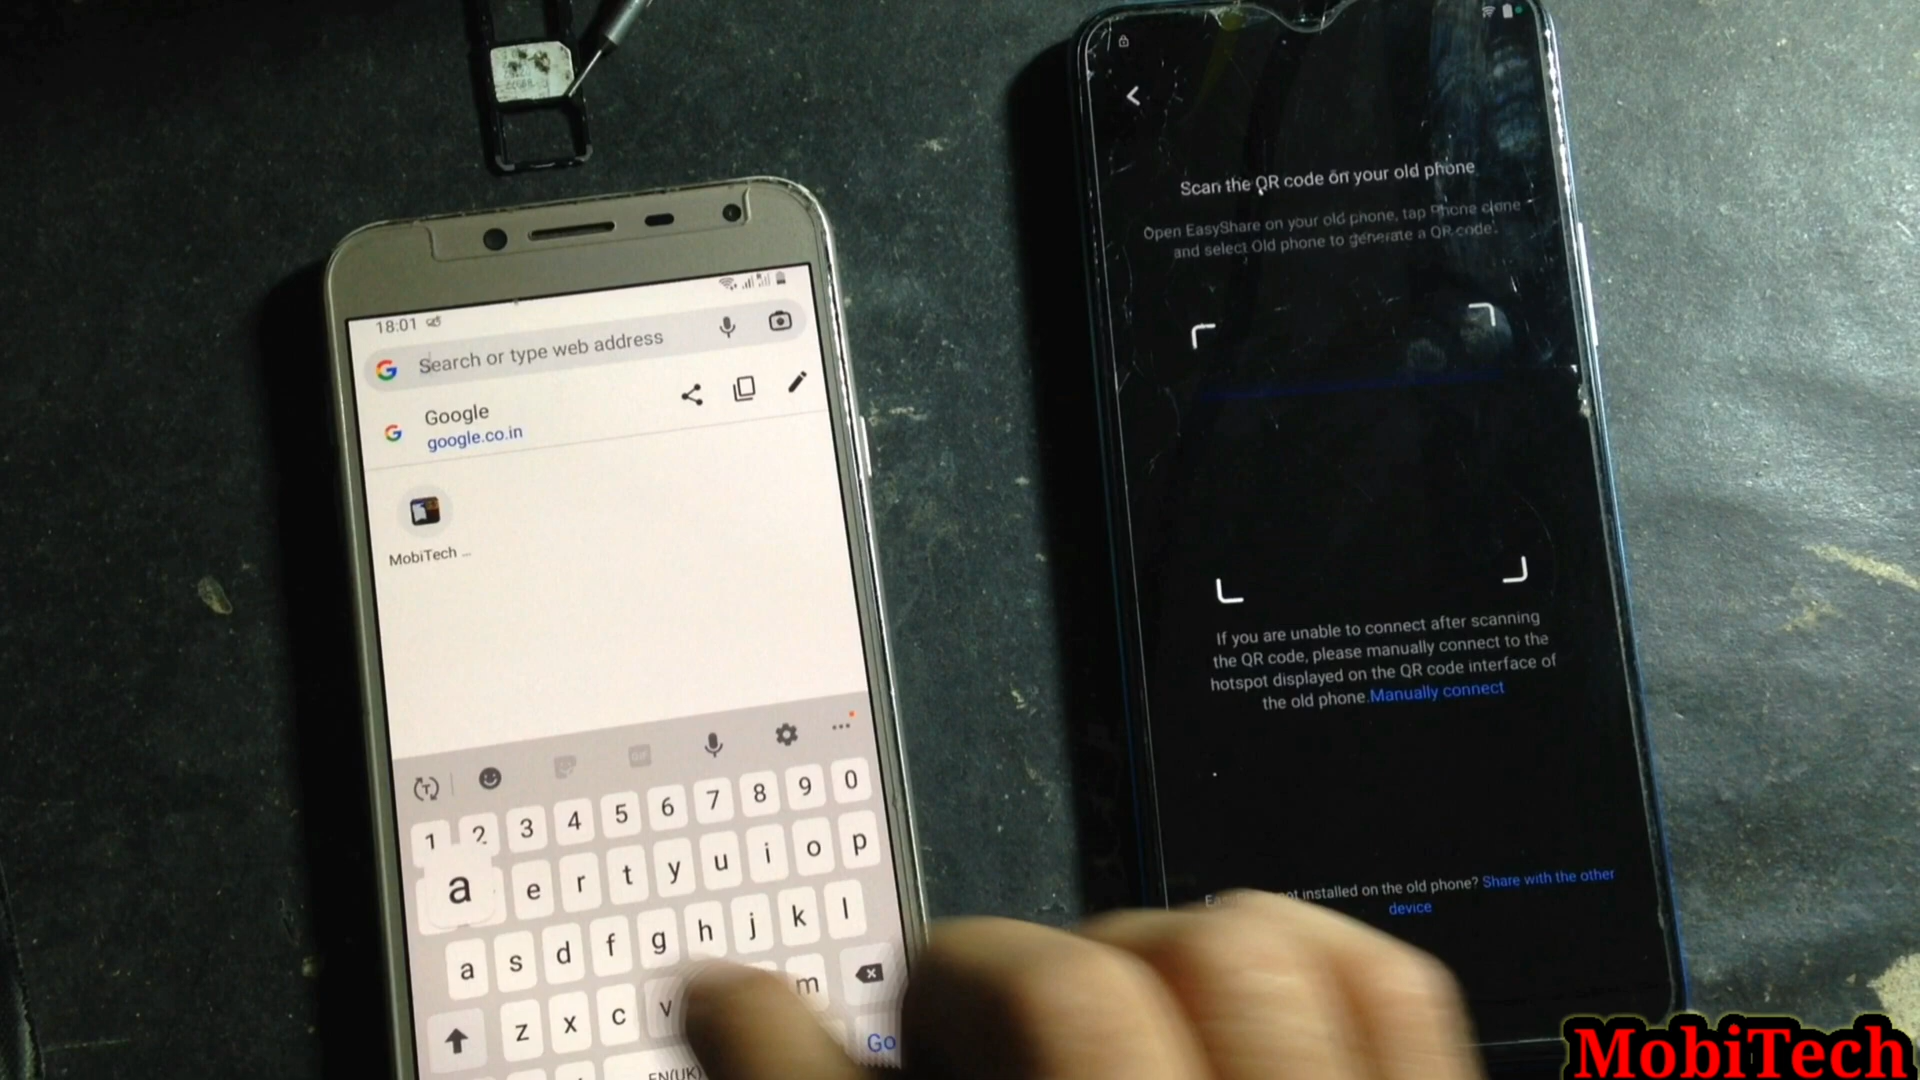 18:01
Search or type web address
Google
google.co.in
MobiTech ...
GIF
1 2 3 4 5 6 7 8 9 0
a
e r t y u i o p
a s d f g h j k l
z x c v m
Go
EN(UK)
Scan the QR code on your old phone
Open EasyShare on your old phone, tap Phone clone
and select Old phone to generate a QR code.
If you are unable to connect after scanning
the QR code, please manually connect to the
hotspot displayed on the QR code interface of
the old phone.Manually connect
installed on the old phone? Share with the other
device
MobiTech